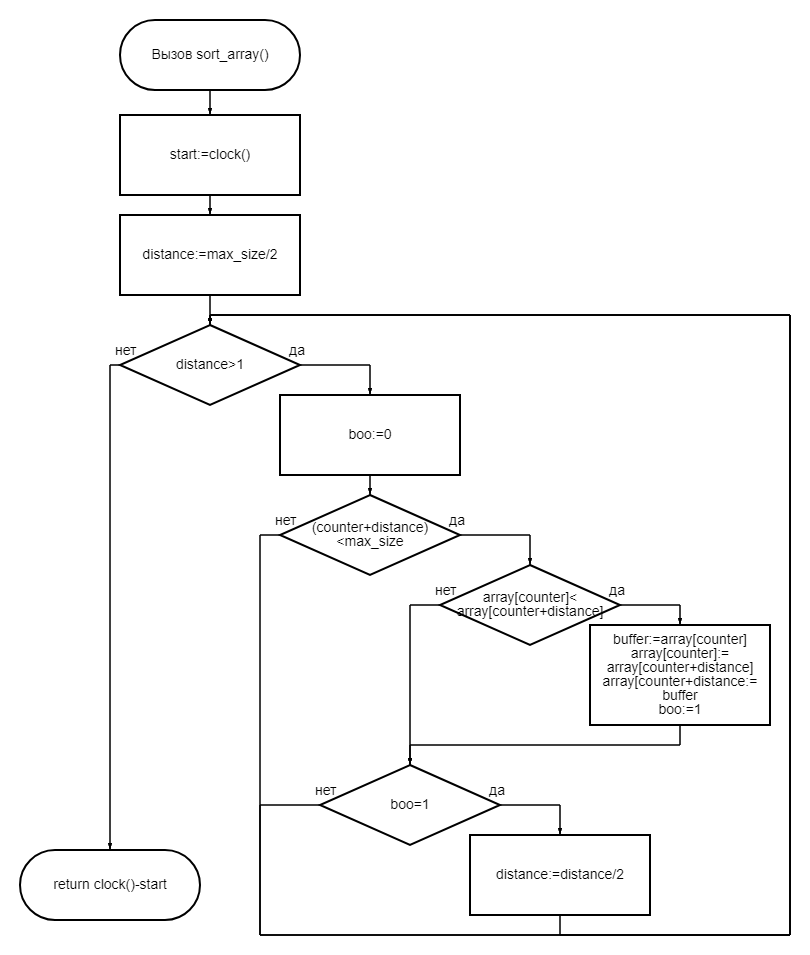 Вызов sort_array()
start:=clock()
distance:=max_size/2
нет
да
distance>1
boo:=0
нет
да
(counter+distance)
<max_size
нет
да
array[counter]<
array[counter+distance]
buffer:=array[counter]
array[counter]:=
array[counter+distance]
array[counter+distance:=
buffer
boo:=1
нет
да
boo=1
distance:=distance/2
return clock()-start